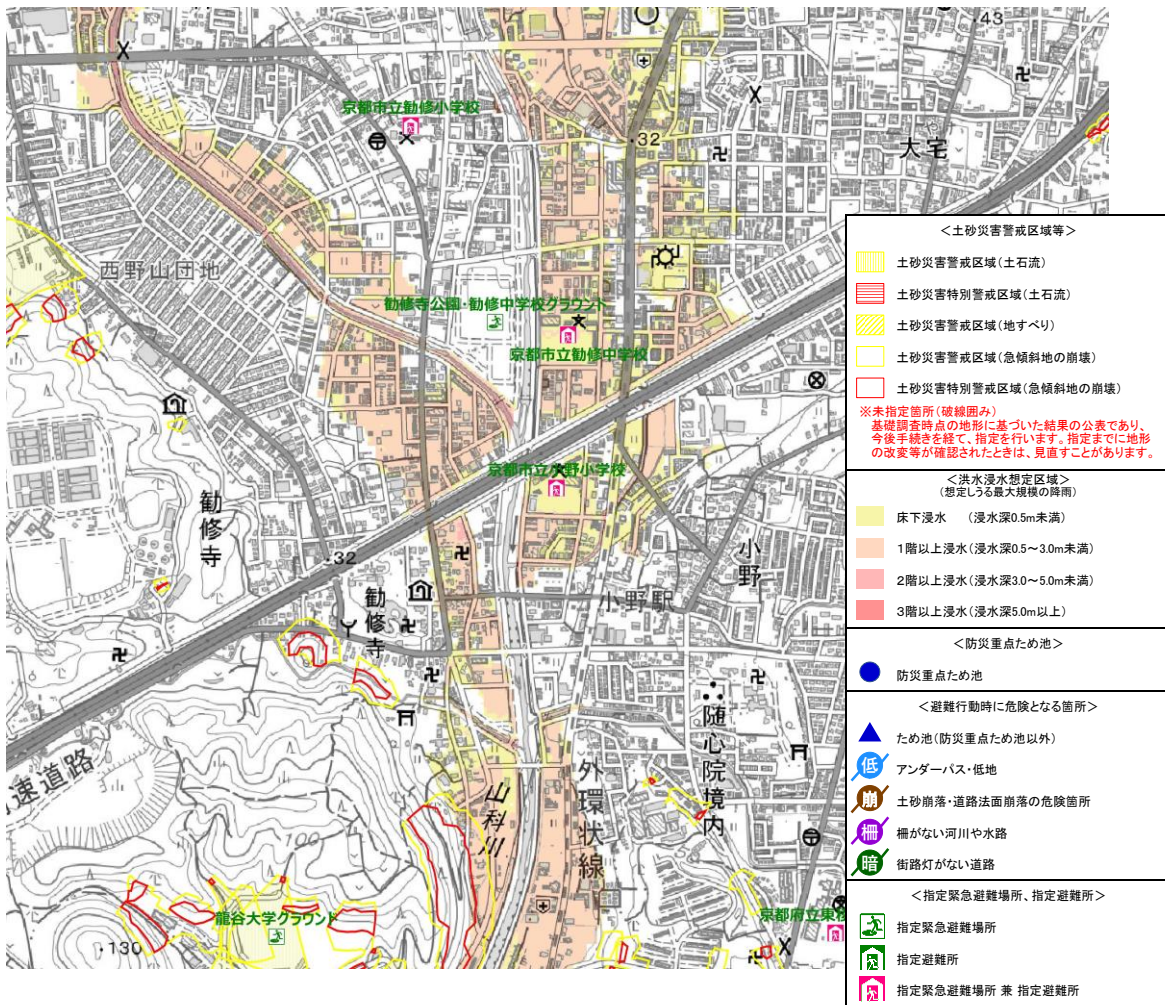 ・43
京都市立勧修小学校
・32
大宅
西野山団地
勧修寺公園・勧修中学校グラウンド
京都市立勧修中学校
京都市立小野小学校
勧修寺
・32
小野
小野駅
勧修寺
随心院境内
速道路
山科川
外環状線
100
龍谷大学グラウンド
・130
＜土砂災害警戒区域等＞
土砂災害警戒区域（土石流）
土砂災害特別警戒区域（土石流）
土砂災害警戒区域（地すべり）
土砂災害警戒区域（急傾斜地の崩壊）
土砂災害特別警戒区域（急傾斜地の崩壊）
※未指定箇所（破線囲み）
基礎調査時点の地形に基づいた結果の公表であり、
今後手続きを経て、指定を行います。指定までに地形
の改変等が確認されたときは、見直すことがあります。
＜洪水浸水想定区域＞
（想定しうる最大規模の降雨）
床下浸水　（浸水深0.5m未満）
1階以上浸水（浸水深0.5～3.0m未満）
2階以上浸水（浸水深3.0～5.0m未満）
3階以上浸水（浸水深5.0m以上）
＜防災重点ため池＞
防災重点ため池
＜避難行動時に危険となる箇所＞
ため池（防災重点ため池以外）
低 アンダーパス・低地
崩 土砂崩落・道路法面崩落の危険箇所
柵 柵がない河川や水路
暗 街路灯がない道路
＜指定緊急避難場所、指定避難所＞
指定緊急避難場所
指定避難所
指定緊急避難場所 兼 指定避難所